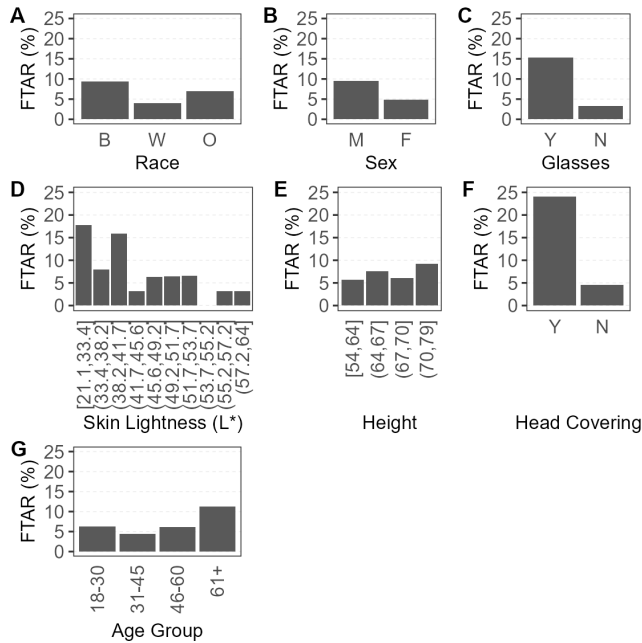 A
FTAR (%)
25
20
15
10
5
0
B W O
Race
B
FTAR (%)
25
20
15
10
5
0
M F
Sex
C
FTAR (%)
25
20
15
10
5
0
Y N
Glasses
D
FTAR (%)
25
20
15
10
5
0
[21.1,33.4]
(33.4,38.2]
(38.2,41.7]
(41.7,45.6]
(45.6,49.2]
(49.2,51.7]
(51.7,53.7]
(53.7,55.2]
(55.2,57.2]
(57.2,64]
Skin Lightness (L*)
E
FTAR (%)
25
20
15
10
5
0
[54,64]
(64,67]
(67,70]
(70,79]
Height
F
FTAR (%)
25
20
15
10
5
0
Y N
Head Covering
G
FTAR (%)
25
20
15
10
5
0
18-30
31-45
46-60
61+
Age Group